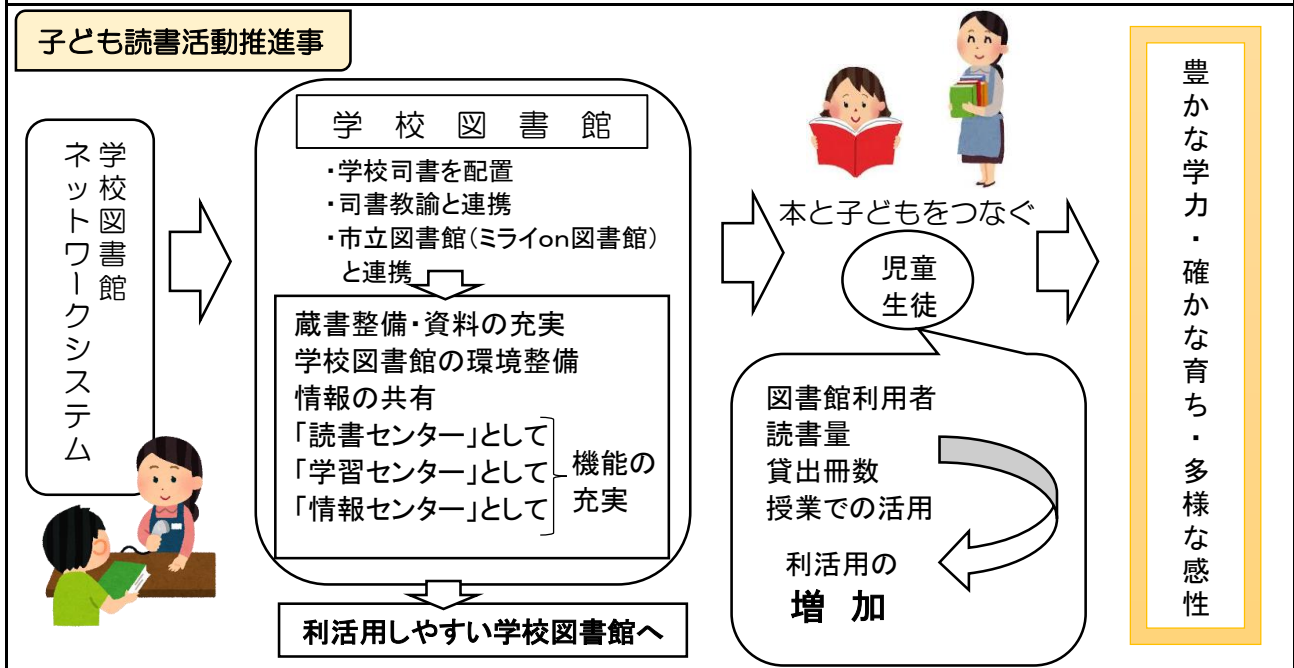 子ども読書活動推進事
学校図書館
ネットワークシステム
学校図書館
・学校司書を配置
・司書教諭と連携
・市立図書館(ミライon図書館)
と連携
蔵書整備・資料の充実
学校図書館の環境整備
情報の共有
「読書センター」として
「学習センター」として
「情報センター」として
機能の
充実
利活用しやすい学校図書館へ
本と子どもをつなぐ
児童
生徒
図書館利用者
読書量
貸出冊数
授業での活用
利活用の
増 加
豊かな学力・確かな育ち・多様な感性